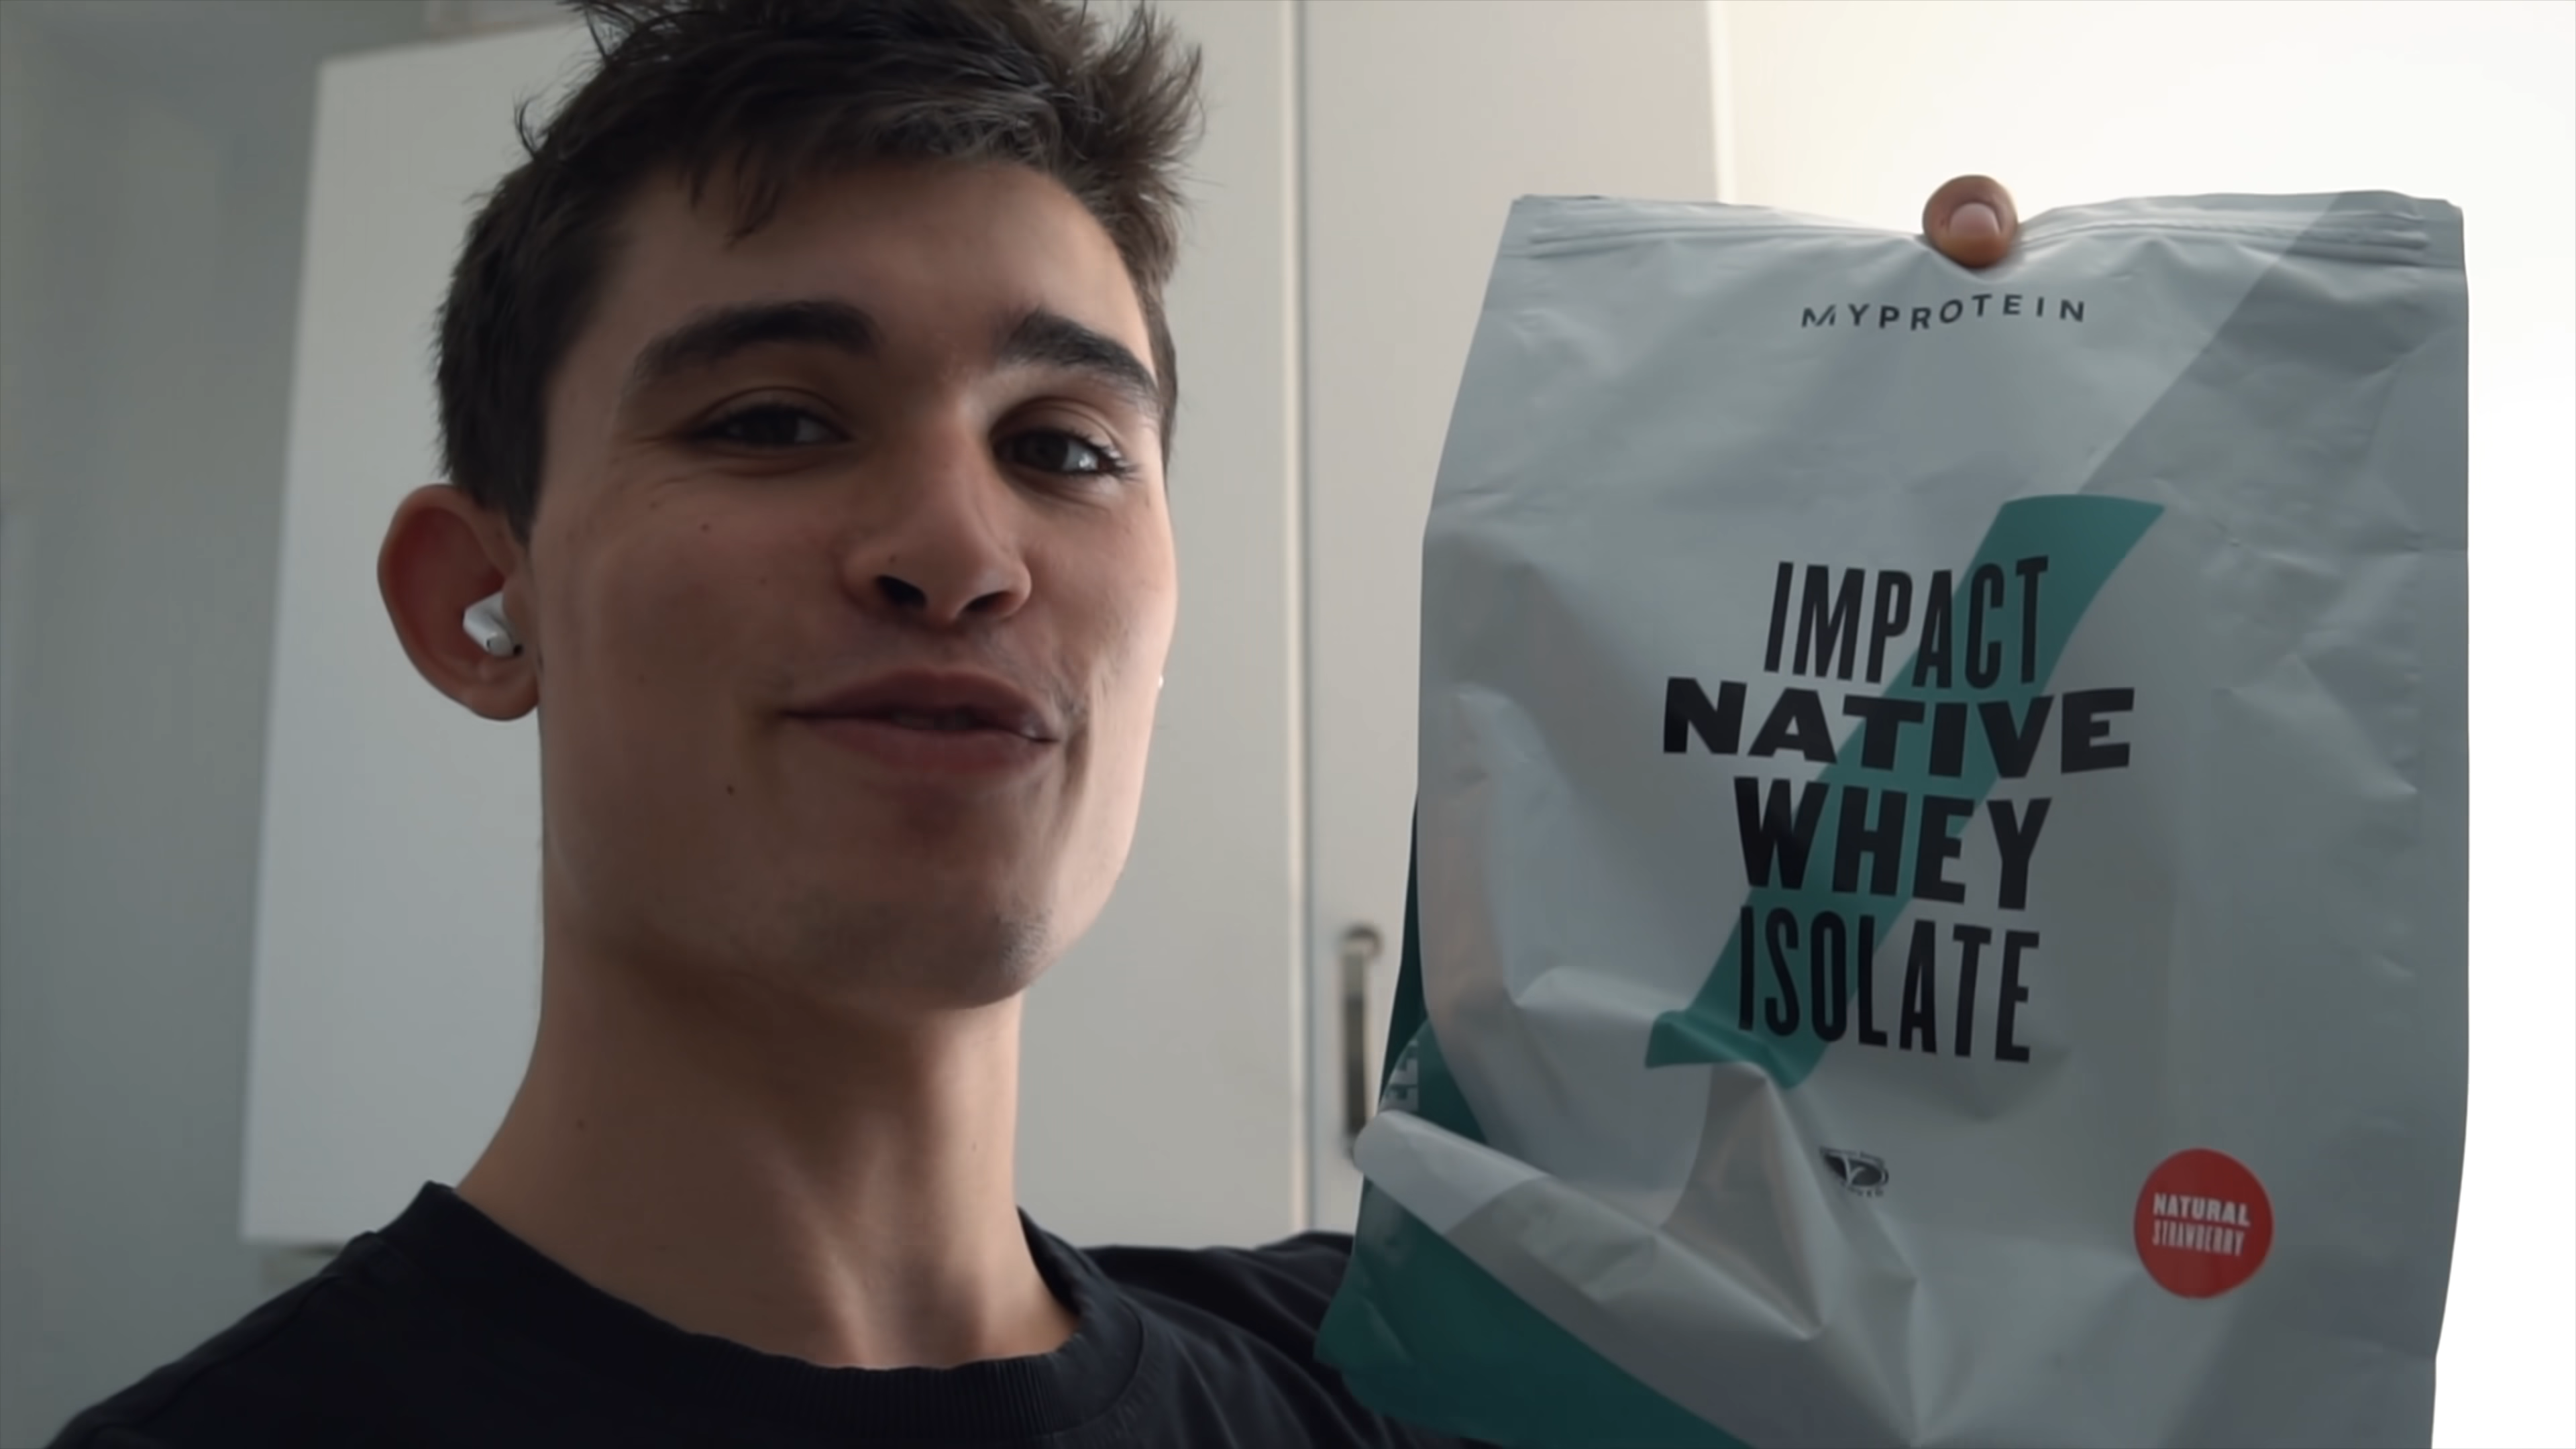 MYPROTEIN
IMPACT
NATIVE
WHEY
ISOLATE
NATURAL
STRAWBERRY